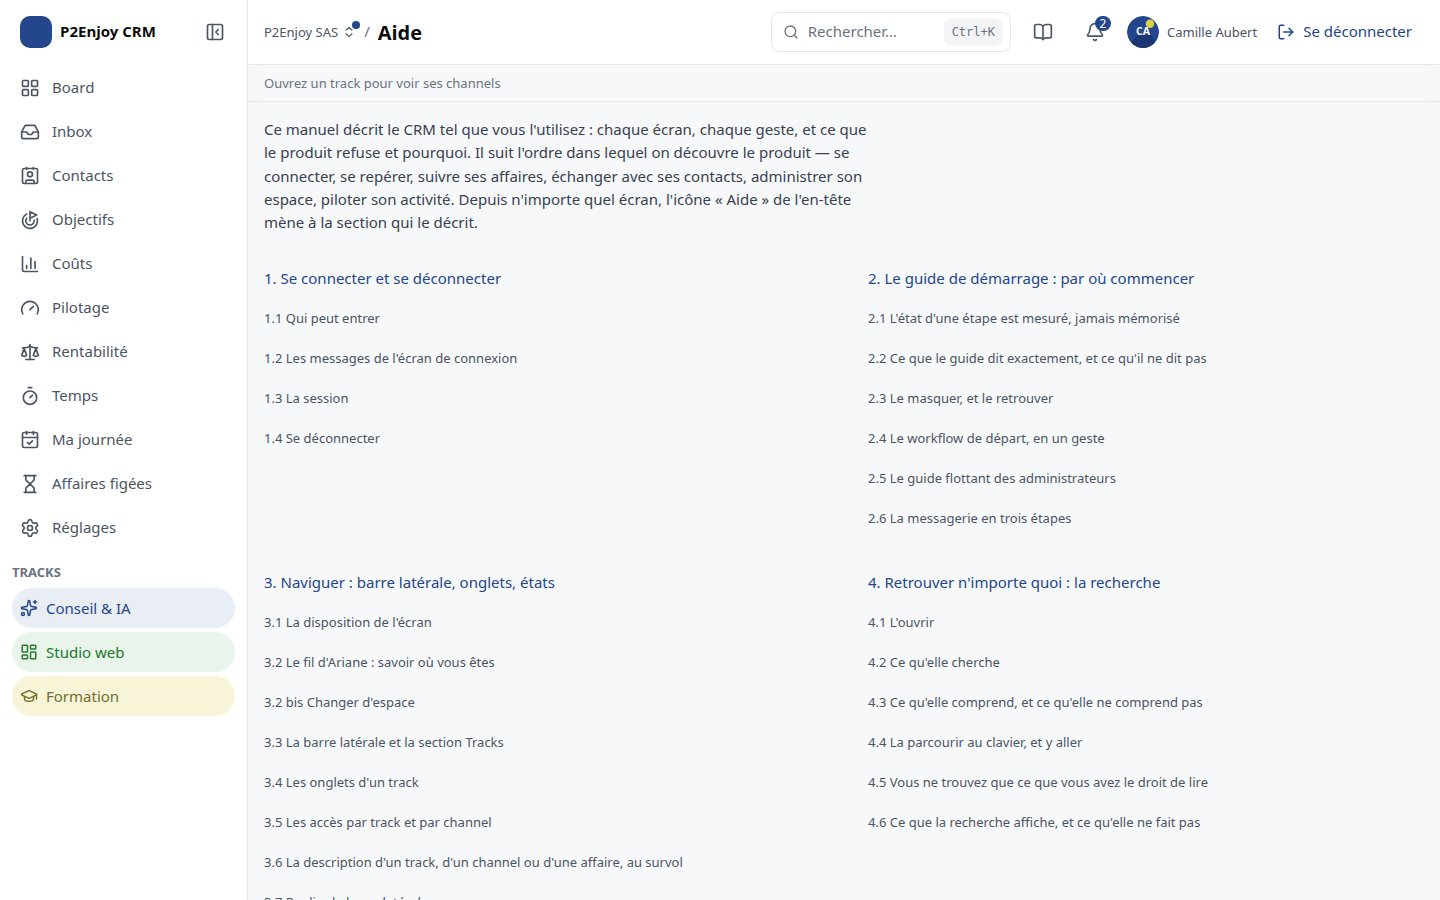 P2Enjoy CRM
Board
Inbox
Contacts
Objectifs
Coûts
Pilotage
Rentabilité
Temps
Ma journée
Affaires figées
Réglages
TRACKS
Conseil & IA
Studio web
Formation
P2Enjoy SAS / Aide
Rechercher... Ctrl+K
2
CA Camille Aubert
Se déconnecter
Ouvrez un track pour voir ses channels
Ce manuel décrit le CRM tel que vous l'utilisez : chaque écran, chaque geste, et ce que
le produit refuse et pourquoi. Il suit l'ordre dans lequel on découvre le produit — se
connecter, se repérer, suivre ses affaires, échanger avec ses contacts, administrer son
espace, piloter son activité. Depuis n'importe quel écran, l'icône « Aide » de l'en-tête
mène à la section qui le décrit.
1. Se connecter et se déconnecter
1.1 Qui peut entrer
1.2 Les messages de l'écran de connexion
1.3 La session
1.4 Se déconnecter
2. Le guide de démarrage : par où commencer
2.1 L'état d'une étape est mesuré, jamais mémorisé
2.2 Ce que le guide dit exactement, et ce qu'il ne dit pas
2.3 Le masquer, et le retrouver
2.4 Le workflow de départ, en un geste
2.5 Le guide flottant des administrateurs
2.6 La messagerie en trois étapes
3. Naviguer : barre latérale, onglets, états
3.1 La disposition de l'écran
3.2 Le fil d'Ariane : savoir où vous êtes
3.2 bis Changer d'espace
3.3 La barre latérale et la section Tracks
3.4 Les onglets d'un track
3.5 Les accès par track et par channel
3.6 La description d'un track, d'un channel ou d'une affaire, au survol
4. Retrouver n'importe quoi : la recherche
4.1 L'ouvrir
4.2 Ce qu'elle cherche
4.3 Ce qu'elle comprend, et ce qu'elle ne comprend pas
4.4 La parcourir au clavier, et y aller
4.5 Vous ne trouvez que ce que vous avez le droit de lire
4.6 Ce que la recherche affiche, et ce qu'elle ne fait pas